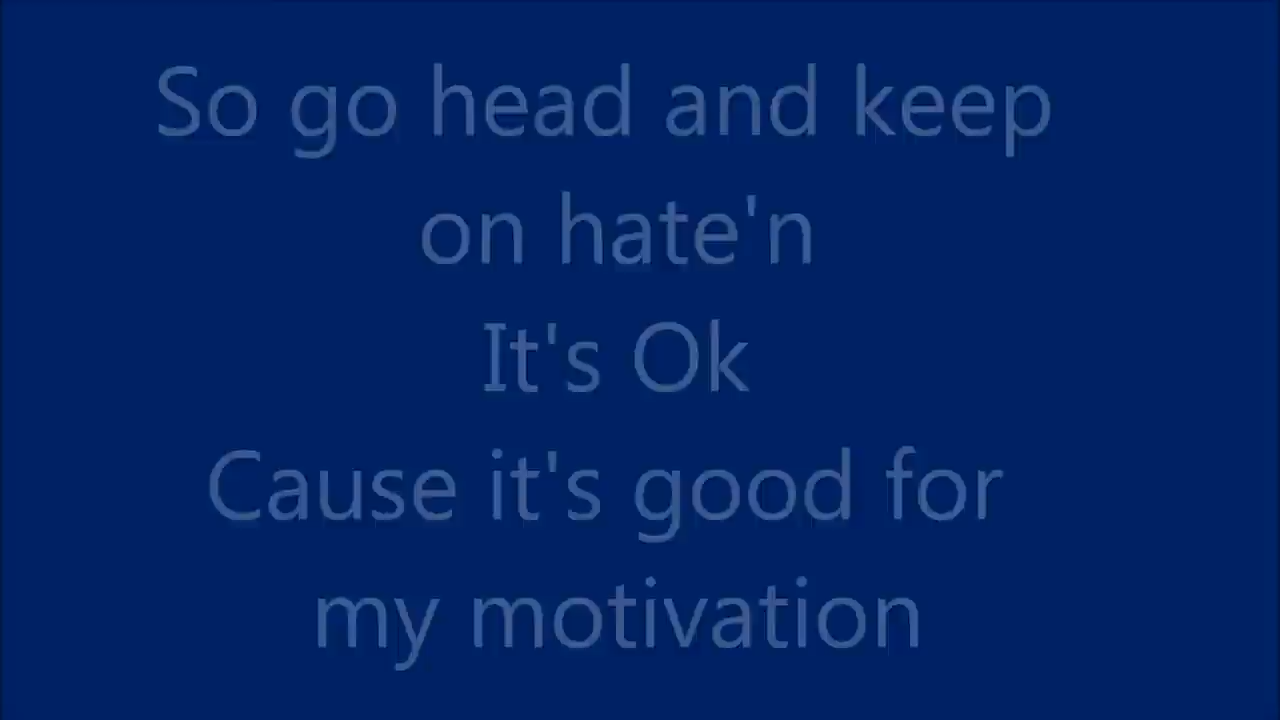 So go head and keep
on hate'n
It's Ok
Cause it's good for
my motivation